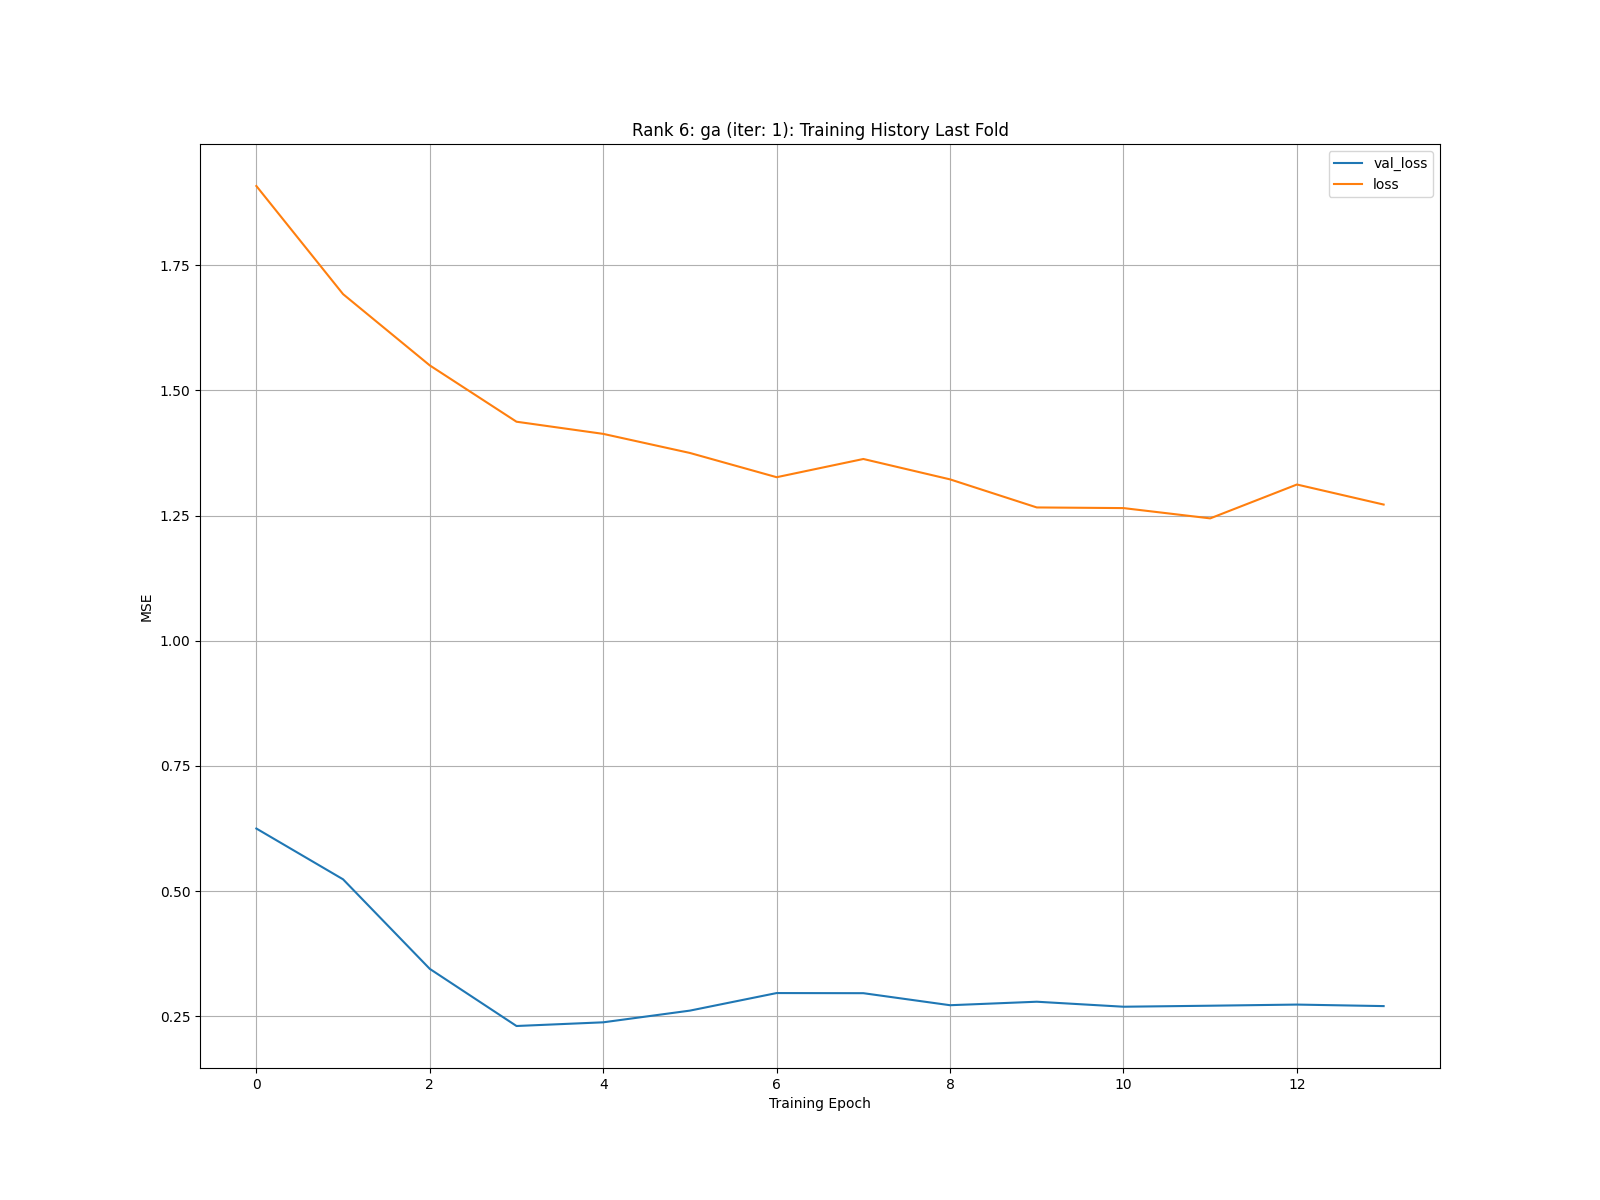 Rank 6: ga (iter: 1): Training History Last Fold
val_loss
loss
1.75
1.50
1.25
1.00
0.75
0.50
0.25
MSE
0 2 4 6 8 10 12
Training Epoch